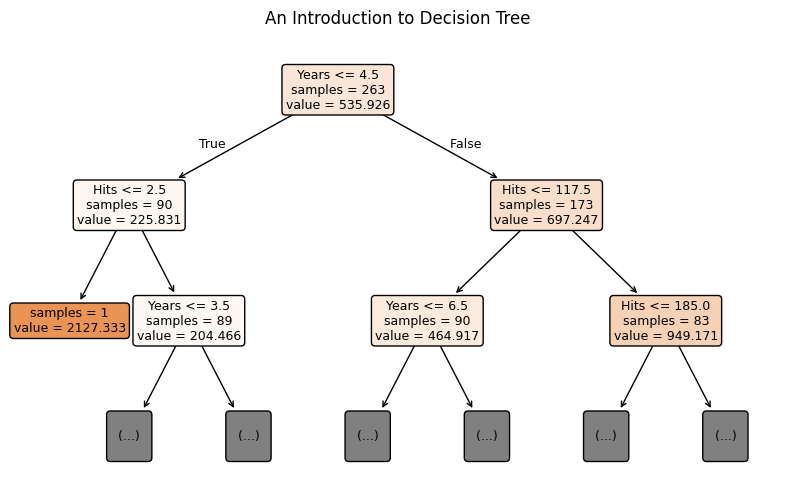 An Introduction to Decision Tree
Years <= 4.5
samples = 263
value = 535.926
True
False
Hits <= 2.5
samples = 90
value = 225.831
Hits <= 117.5
samples = 173
value = 697.247
samples = 1
value = 2127.333
Years <= 3.5
samples = 89
value = 204.466
Years <= 6.5
samples = 90
value = 464.917
Hits <= 185.0
samples = 83
value = 949.171
(...)
(...)
(...)
(...)
(...)
(...)